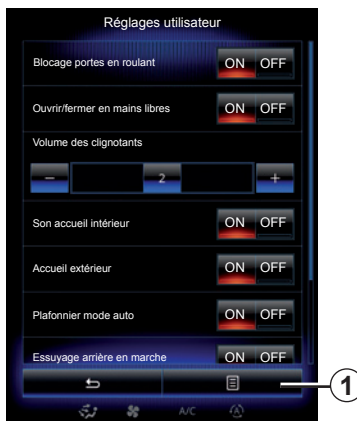 Réglages utilisateur
Blocage portes en roulant ON OFF
Ouvrir/fermer en mains libres ON OFF
Volume des clignotants
− 2 +
Son accueil intérieur ON OFF
Accueil extérieur ON OFF
Plafonnier mode auto ON OFF
Essuyage arrière en marche ON OFF
1
A/C A